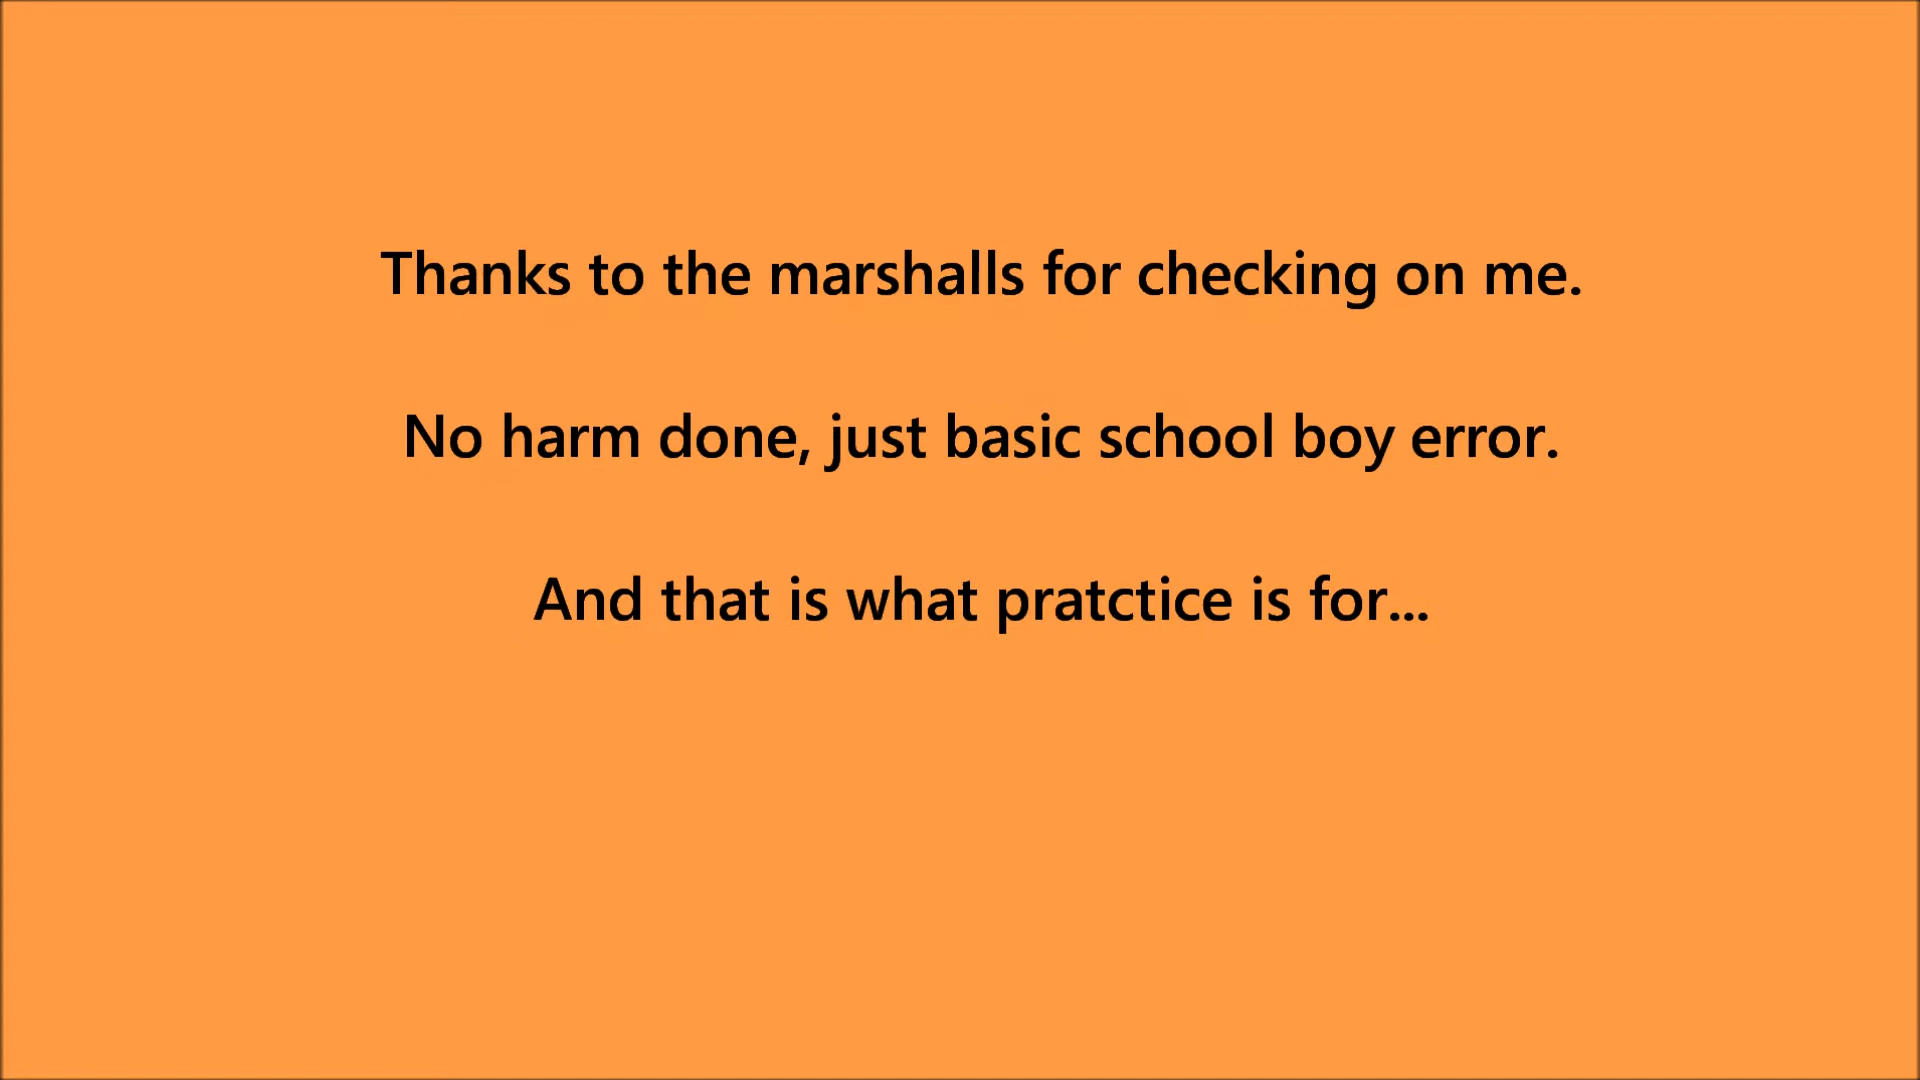 Thanks to the marshalls for checking on me.
No harm done, just basic school boy error.
And that is what pratctice is for...